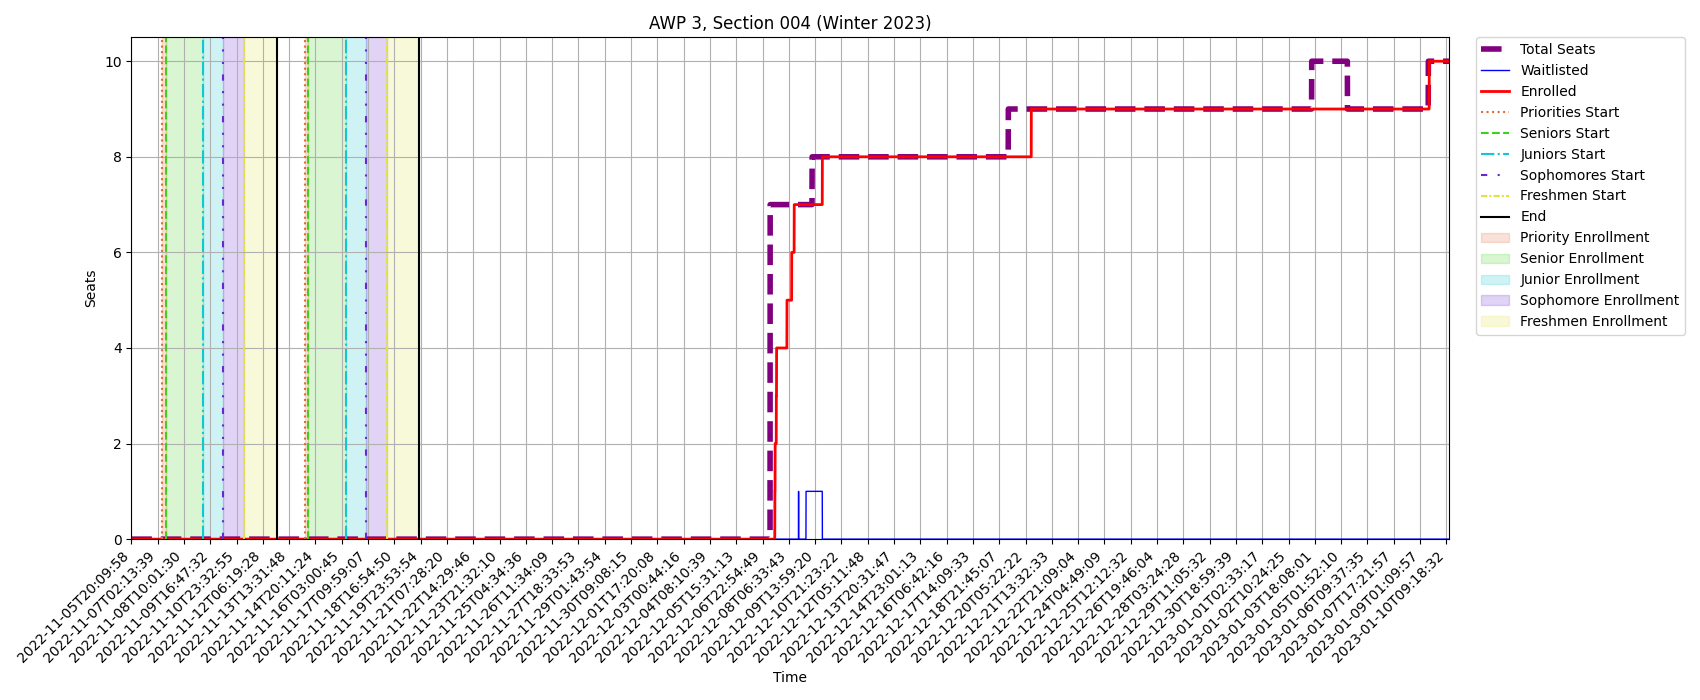 AWP 3, Section 004 (Winter 2023)
10
8
6
4
2
0
Seats
2022-11-05T20:09:58
2022-11-07T02:13:39
2022-11-08T10:01:30
2022-11-09T16:47:32
2022-11-10T23:32:55
2022-11-12T06:19:28
2022-11-13T13:31:48
2022-11-14T20:11:24
2022-11-16T03:00:45
2022-11-17T09:59:07
2022-11-18T16:54:50
2022-11-19T23:53:54
2022-11-21T07:28:20
2022-11-22T14:29:46
2022-11-23T21:32:10
2022-11-25T04:34:36
2022-11-26T11:34:09
2022-11-27T18:33:53
2022-11-29T01:43:54
2022-11-30T09:08:15
2022-12-01T17:20:08
2022-12-03T00:44:16
2022-12-04T08:10:39
2022-12-05T15:31:13
2022-12-06T22:54:49
2022-12-08T06:33:43
2022-12-09T13:59:20
2022-12-10T21:23:22
2022-12-12T05:11:48
2022-12-13T20:31:47
2022-12-14T23:01:13
2022-12-16T06:42:16
2022-12-17T14:09:33
2022-12-18T21:45:07
2022-12-20T05:22:22
2022-12-21T13:32:33
2022-12-22T21:09:04
2022-12-24T04:49:09
2022-12-25T12:12:32
2022-12-26T19:46:04
2022-12-28T03:24:28
2022-12-29T11:05:32
2022-12-30T18:59:39
2023-01-01T02:33:17
2023-01-02T10:24:25
2023-01-03T18:08:01
2023-01-05T01:52:10
2023-01-06T09:37:35
2023-01-07T17:21:57
2023-01-09T01:09:57
2023-01-10T09:18:32
Time
Total Seats
Waitlisted
Enrolled
Priorities Start
Seniors Start
Juniors Start
Sophomores Start
Freshmen Start
End
Priority Enrollment
Senior Enrollment
Junior Enrollment
Sophomore Enrollment
Freshmen Enrollment